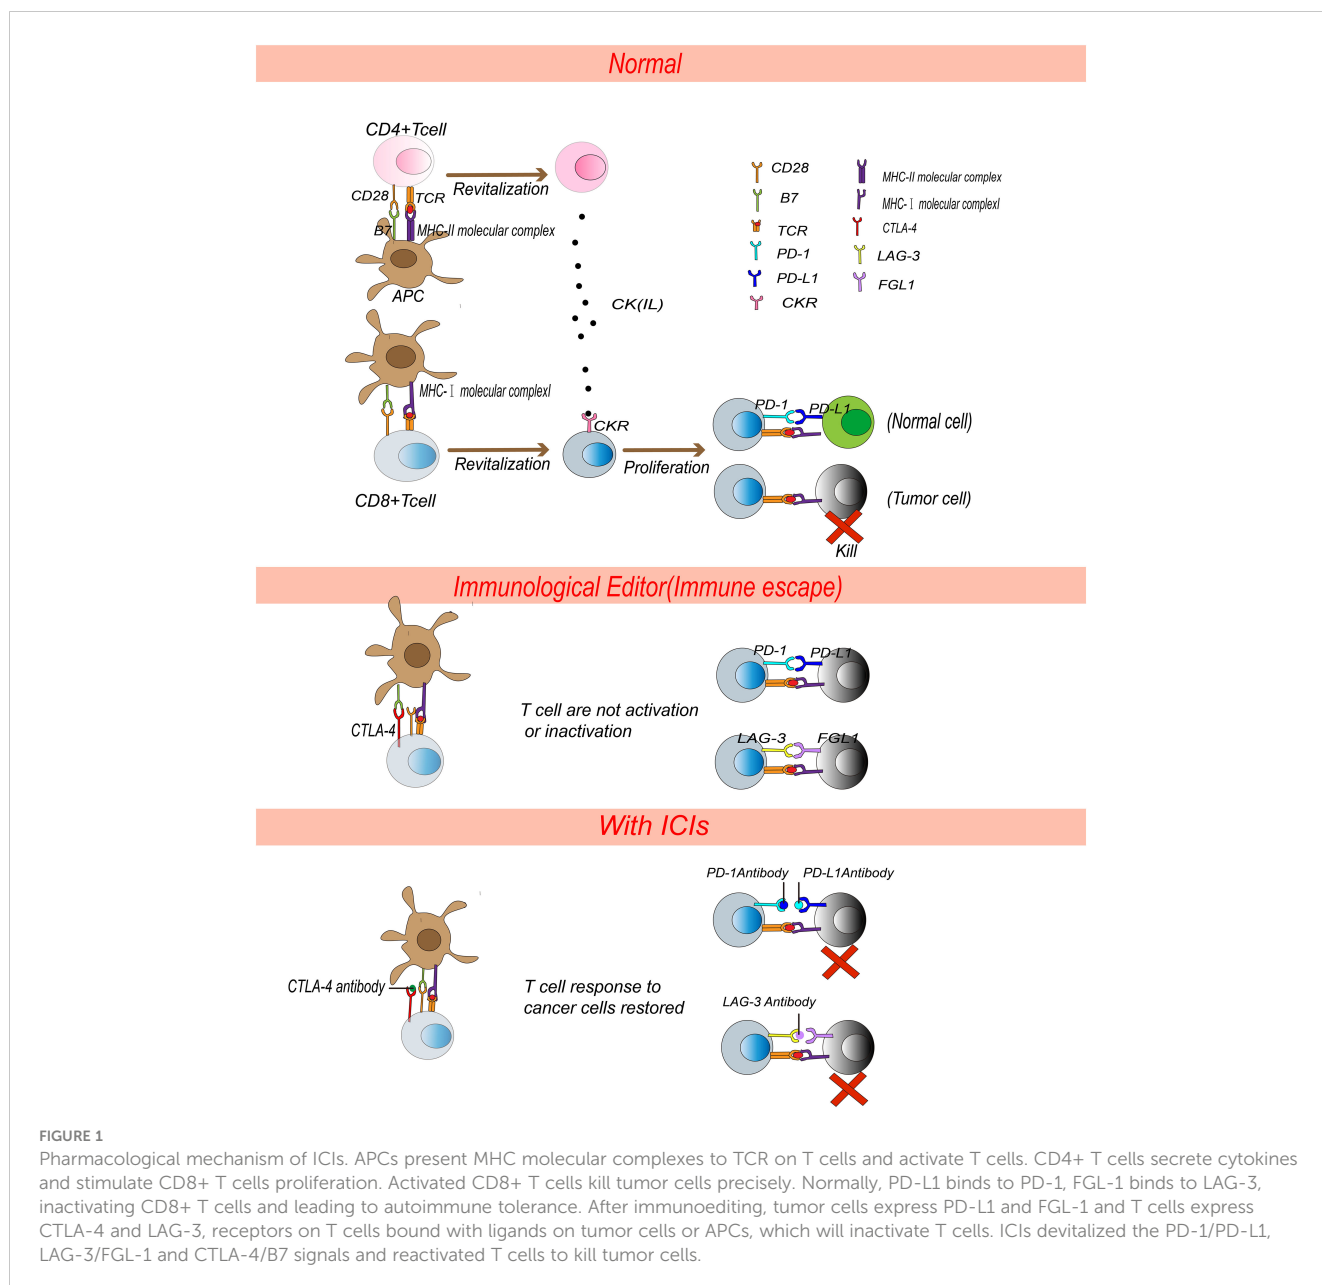 Normal
CD4+Tcell
Revitalization
CD28
TCR
B7
MHC-II molecular complex
APC
CK(IL)
CD28
B7
TCR
PD-1
PD-L1
CKR
MHC-II molecular complex
MHC-Ⅰ molecular complexI
CTLA-4
LAG-3
FGL1
MHC-Ⅰ molecular complexI
CKR
Revitalization
Proliferation
CD8+Tcell
PD-1
PD-L1
(Normal cell)
(Tumor cell)
Kill
Immunological Editor(Immune escape)
CTLA-4
T cell are not activation
or inactivation
PD-1
PD-L1
LAG-3
FGL1
With ICIs
CTLA-4 antibody
T cell response to
cancer cells restored
PD-1Antibody
PD-L1Antibody
LAG-3 Antibody
FIGURE 1
Pharmacological mechanism of ICIs. APCs present MHC molecular complexes to TCR on T cells and activate T cells. CD4+ T cells secrete cytokines
and stimulate CD8+ T cells proliferation. Activated CD8+ T cells kill tumor cells precisely. Normally, PD-L1 binds to PD-1, FGL-1 binds to LAG-3,
inactivating CD8+ T cells and leading to autoimmune tolerance. After immunoediting, tumor cells express PD-L1 and FGL-1 and T cells express
CTLA-4 and LAG-3, receptors on T cells bound with ligands on tumor cells or APCs, which will inactivate T cells. ICIs devitalized the PD-1/PD-L1,
LAG-3/FGL-1 and CTLA-4/B7 signals and reactivated T cells to kill tumor cells.